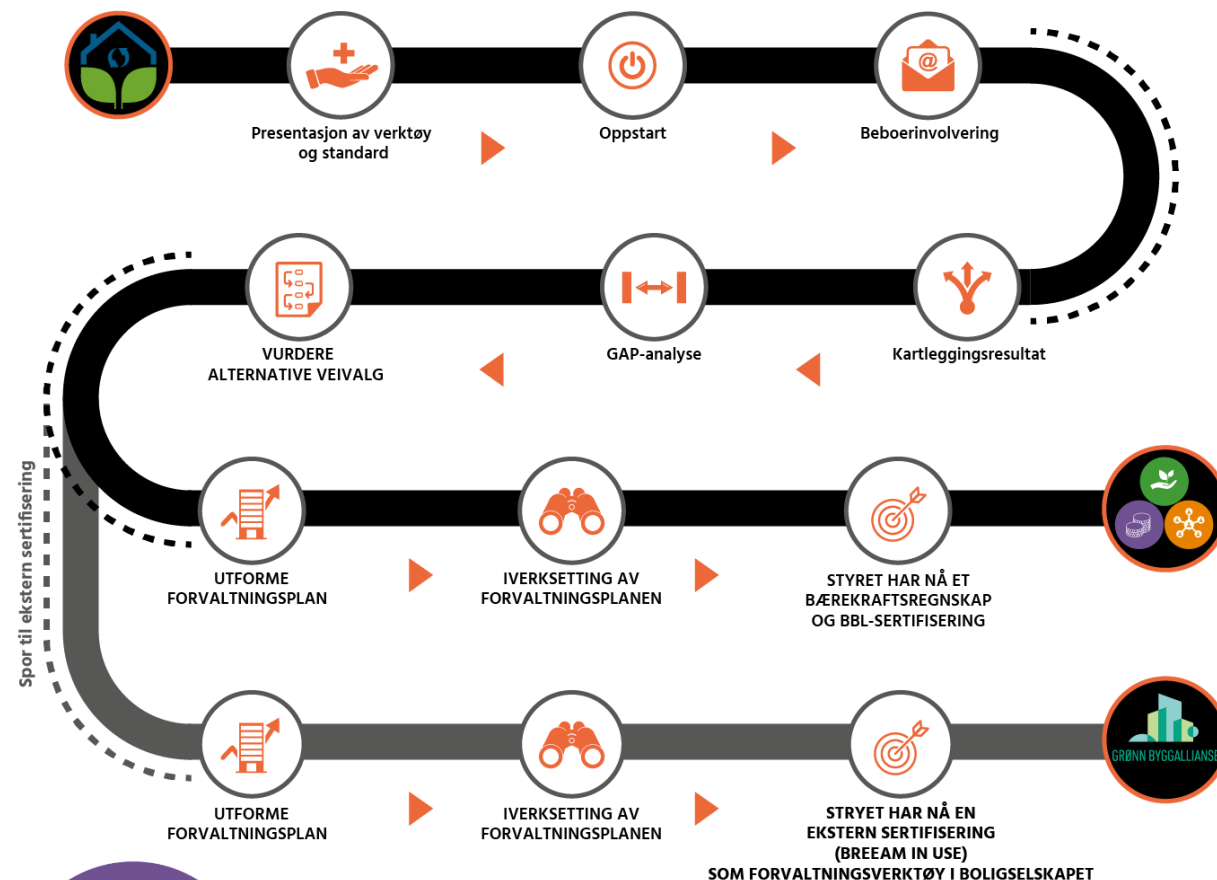 Presentasjon av verktøy
og standard
Oppstart
Beboerinvolvering
VURDERE
ALTERNATIVE VEIVALG
GAP-analyse
Kartleggingsresultat
Spor til ekstern sertifisering
UTFORME
FORVALTNINGSPLAN
IVERKSETTING AV
FORVALTNINGSPLANEN
STYRET HAR NÅ ET
BÆREKRAFTSREGNSKAP
OG BBL-SERTIFISERING
UTFORME
FORVALTNINGSPLAN
IVERKSETTING AV
FORVALTNINGSPLANEN
STRYET HAR NÅ EN
EKSTERN SERTIFISERING
(BREEAM IN USE)
SOM FORVALTNINGSVERKTØY I BOLIGSELSKAPET
GRØNN BYGGALLIANSE